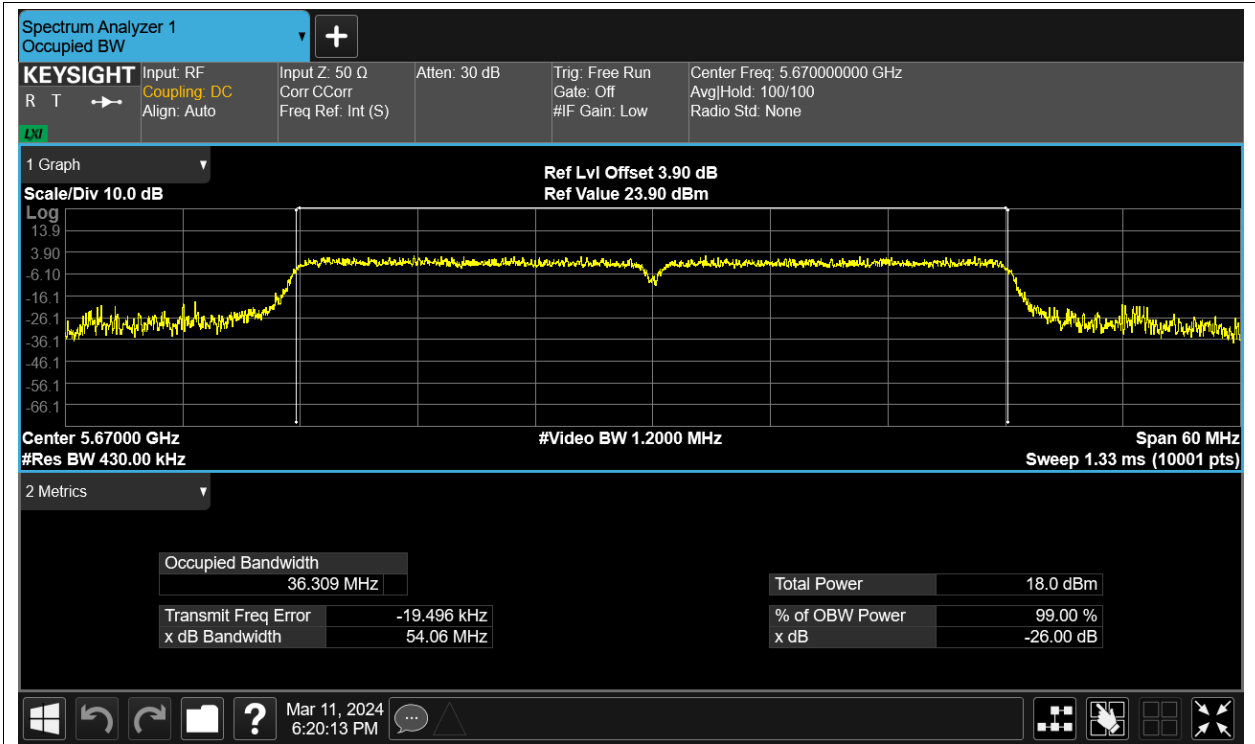 Spectrum Analyzer 1
Occupied BW
KEYSIGHT
R T
LXI
Input: RF
Coupling: DC
Align: Auto
Input Z: 50 Ω
Corr CCorr
Freq Ref: Int (S)
Atten: 30 dB
Trig: Free Run
Gate: Off
#IF Gain: Low
Center Freq: 5.670000000 GHz
Avg|Hold: 100/100
Radio Std: None
1 Graph
Scale/Div 10.0 dB
Ref Lvl Offset 3.90 dB
Ref Value 23.90 dBm
Log
13.9
3.90
-6.10
-16.1
-26.1
-36.1
-46.1
-56.1
-66.1
Center 5.67000 GHz
#Res BW 430.00 kHz
#Video BW 1.2000 MHz
Span 60 MHz
Sweep 1.33 ms (10001 pts)
2 Metrics
Occupied Bandwidth
36.309 MHz
Transmit Freq Error -19.496 kHz
x dB Bandwidth 54.06 MHz
Total Power 18.0 dBm
% of OBW Power 99.00 %
x dB -26.00 dB
?
Mar 11, 2024
6:20:13 PM